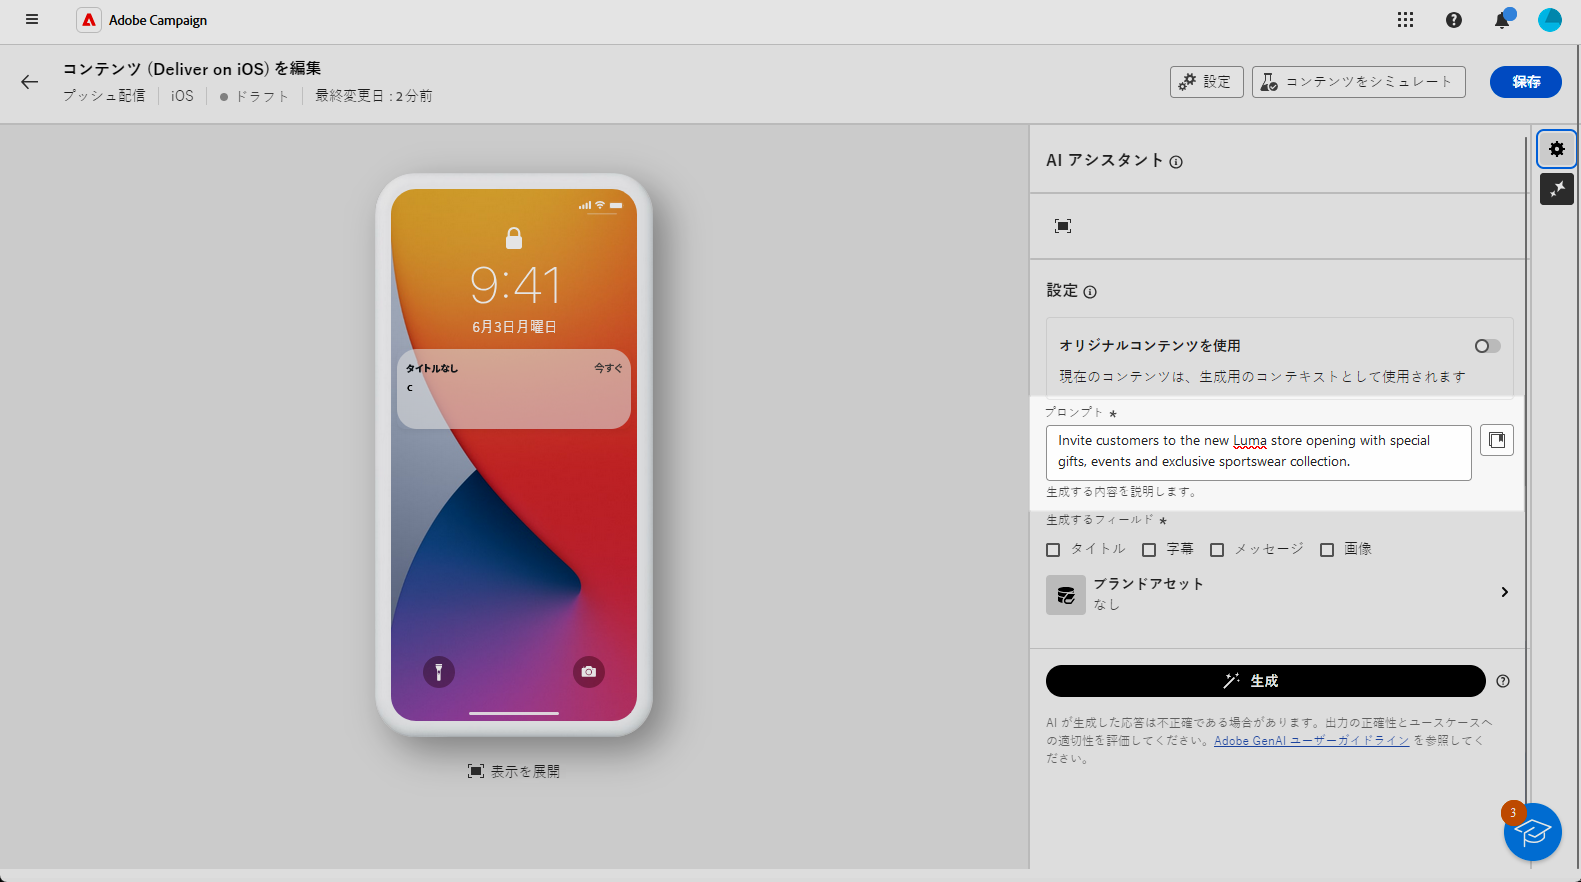 Adobe Campaign
コンテンツ (Deliver on iOS) を編集
プッシュ配信 iOS ドラフト 最終変更日 : 2 分前
設定
コンテンツをシミュレート
保存
9:41
6月3日月曜日
タイトルなし 今すぐ
c
表示を展開
AI アシスタント
設定
オリジナルコンテンツを使用
現在のコンテンツは、生成用のコンテキストとして使用されます
プロンプト *
Invite customers to the new Luma store opening with special
gifts, events and exclusive sportswear collection.
生成する内容を説明します。
生成するフィールド *
タイトル 字幕 メッセージ 画像
ブランドアセット
なし
生成
AI が生成した応答は不正確である場合があります。出力の正確性とユースケースへ
の適切性を評価してください。Adobe GenAI ユーザーガイドライン を参照してく
ださい。
3